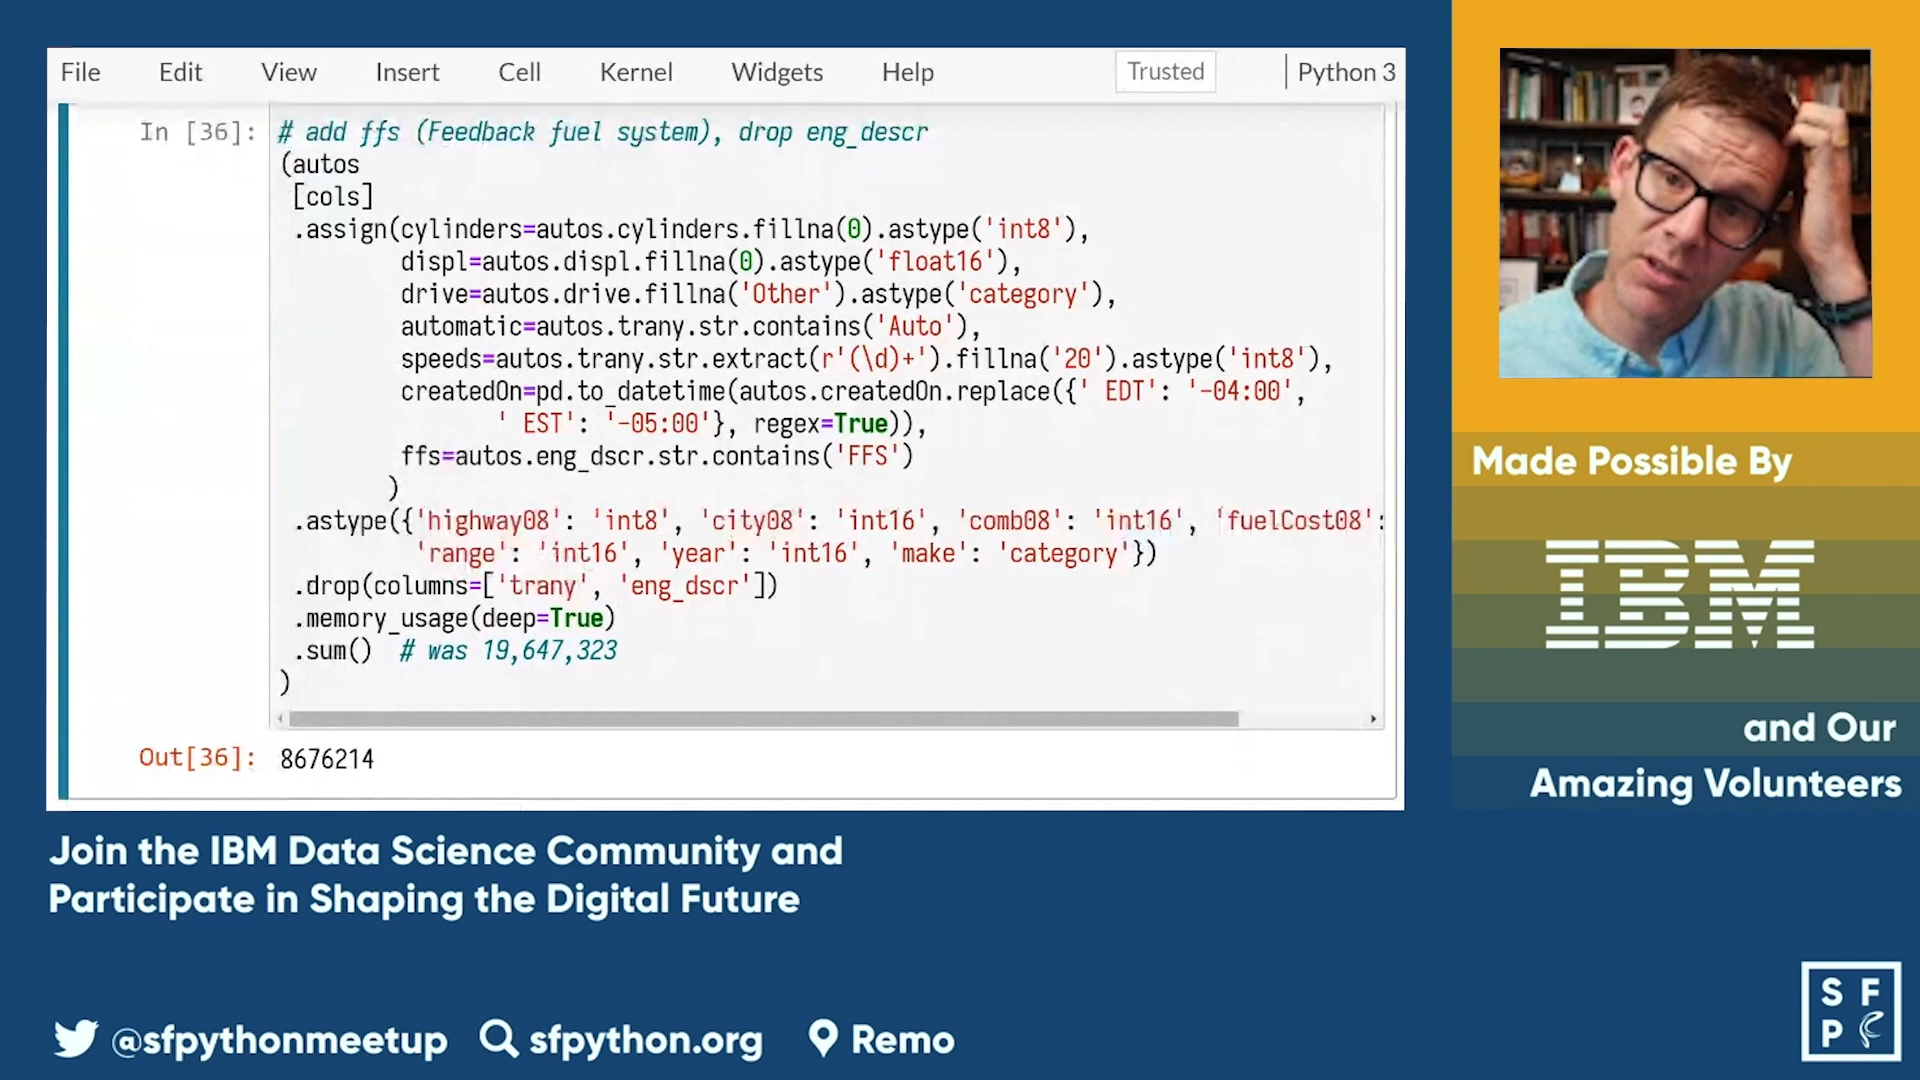 File Edit View Insert Cell Kernel Widgets Help Trusted Python 3
In [36]:
# add ffs (Feedback fuel system), drop eng_descr
(autos
[cols]
.assign(cylinders=autos.cylinders.fillna(0).astype('int8'),
displ=autos.displ.fillna(0).astype('float16'),
drive=autos.drive.fillna('Other').astype('category'),
automatic=autos.trany.str.contains('Auto'),
speeds=autos.trany.str.extract(r'(\d)+').fillna('20').astype('int8'),
createdOn=pd.to_datetime(autos.createdOn.replace({' EDT': '-04:00',
' EST': '-05:00'}, regex=True)),
ffs=autos.eng_dscr.str.contains('FFS')
)
.astype({'highway08': 'int8', 'city08': 'int16', 'comb08': 'int16', 'fuelCost08':
'range': 'int16', 'year': 'int16', 'make': 'category'})
.drop(columns=['trany', 'eng_dscr'])
.memory_usage(deep=True)
.sum() # was 19,647,323
)
Out[36]: 8676214
Made Possible By
IBM
and Our
Amazing Volunteers
Join the IBM Data Science Community and
Participate in Shaping the Digital Future
@sfpythonmeetup sfpython.org Remo
S F
P